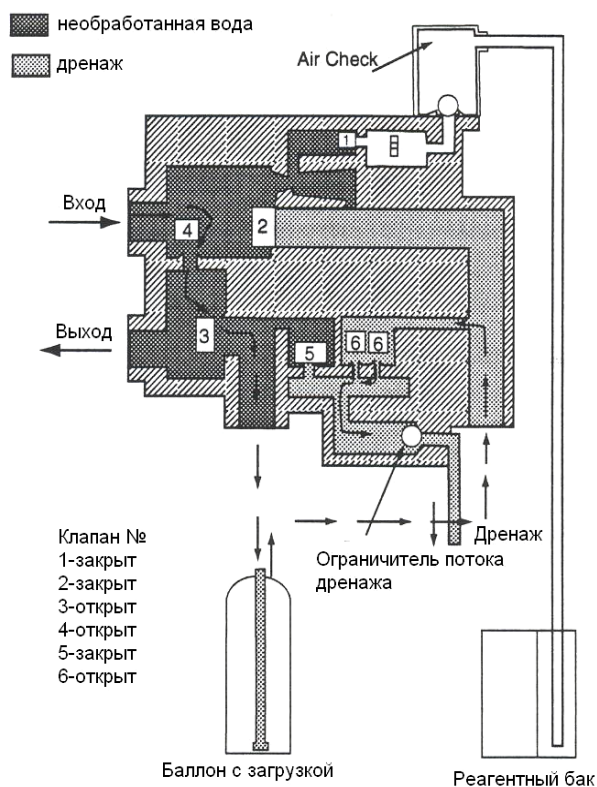 необработанная вода
дренаж
Air Check
1
Вход
4
2
Выход
3
5
6 6
Дренаж
Ограничитель потока
дренажа
Клапан №
1-закрыт
2-закрыт
3-открыт
4-открыт
5-закрыт
6-открыт
Баллон с загрузкой
Реагентный бак